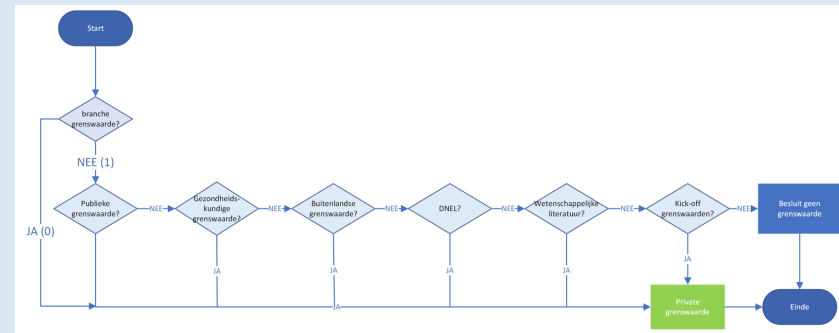 Start
branche
grenswaarde?
NEE (1)
Publieke
grenswaarde?
NEE
Gezondheids-
kundige
grenswaarde?
NEE
Buitenlandse
grenswaarde?
NEE
DNEL?
NEE
Wetenschappelijke
literatuur?
NEE
Kick-off
grenswaarden?
NEE
Besluit geen
grenswaarde
JA (0)
JA
JA
JA
JA
JA
JA
Private
grenswaarde
Einde